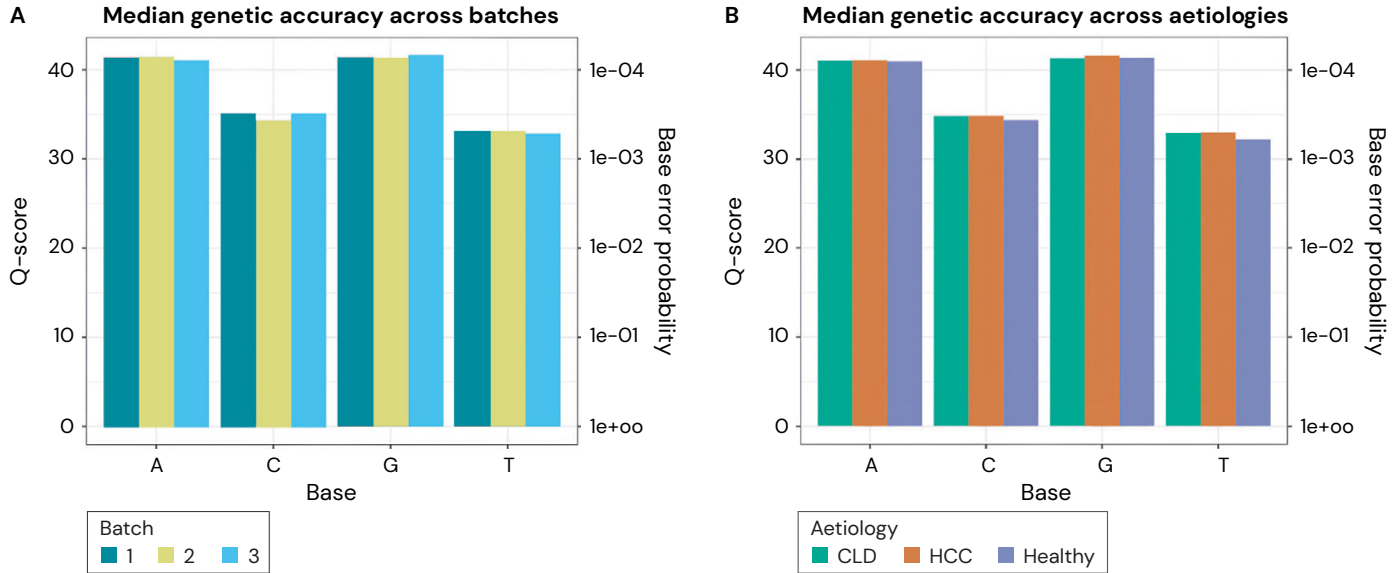 A
Median genetic accuracy across batches
Q-score
40
30
20
10
0
1e-04
1e-03
1e-02
1e-01
1e+oo
Base error probability
A C G T
Base
Batch
1 2 3
B
Median genetic accuracy across aetiologies
Q-score
40
30
20
10
0
1e-04
1e-03
1e-02
1e-01
1e+oo
Base error probability
A C G T
Base
Aetiology
CLD HCC Healthy